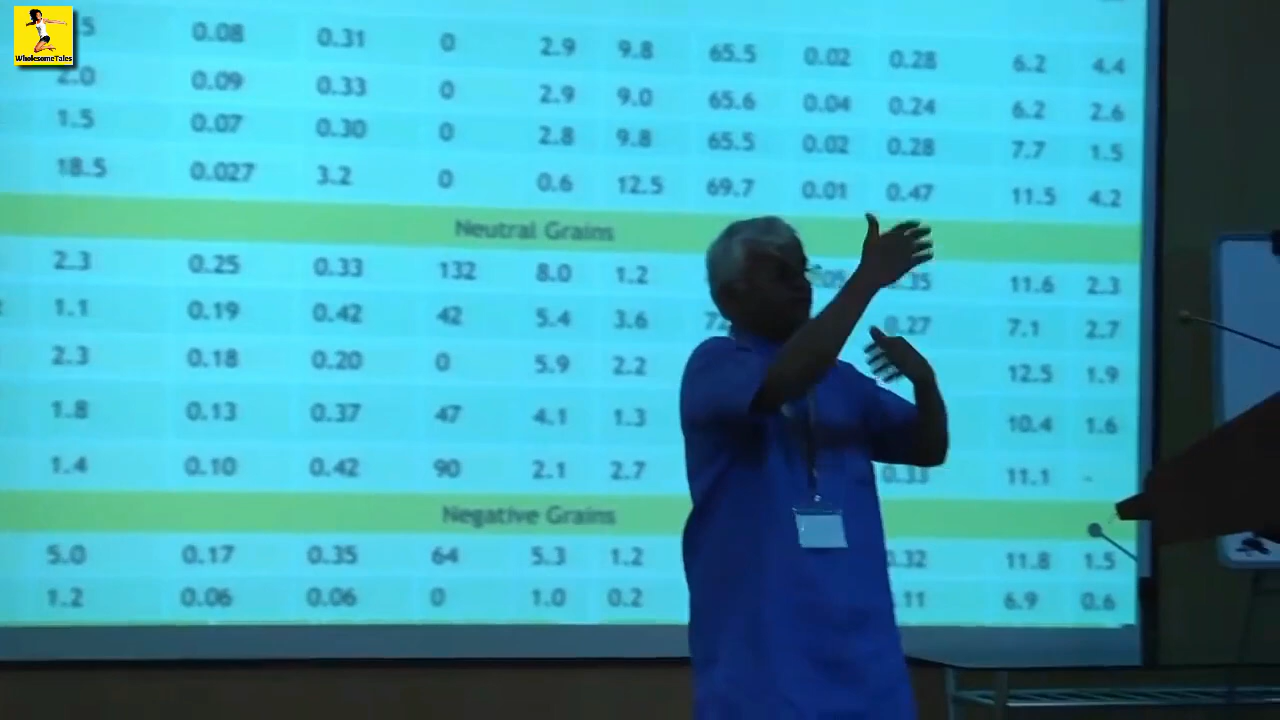 WholesomeTales
.5 0.08 0.31 0 2.9 9.8 65.5 0.02 0.28 6.2 4.4
2.0 0.09 0.33 0 2.9 9.0 65.6 0.04 0.24 6.2 2.6
1.5 0.07 0.30 0 2.8 9.8 65.5 0.02 0.28 7.7 1.5
18.5 0.027 3.2 0 0.6 12.5 69.7 0.01 0.47 11.5 4.2
Neutral Grains
2.3 0.25 0.33 132 8.0 1.2 .35 11.6 2.3
1.1 0.19 0.42 42 5.4 3.6 0.27 7.1 2.7
2.3 0.18 0.20 0 5.9 2.2 12.5 1.9
1.8 0.13 0.37 47 4.1 1.3 10.4 1.6
1.4 0.10 0.42 90 2.1 2.7 0.33 11.1 -
Negative Grains
5.0 0.17 0.35 64 5.3 1.2 .32 11.8 1.5
1.2 0.06 0.06 0 1.0 0.2 .11 6.9 0.6